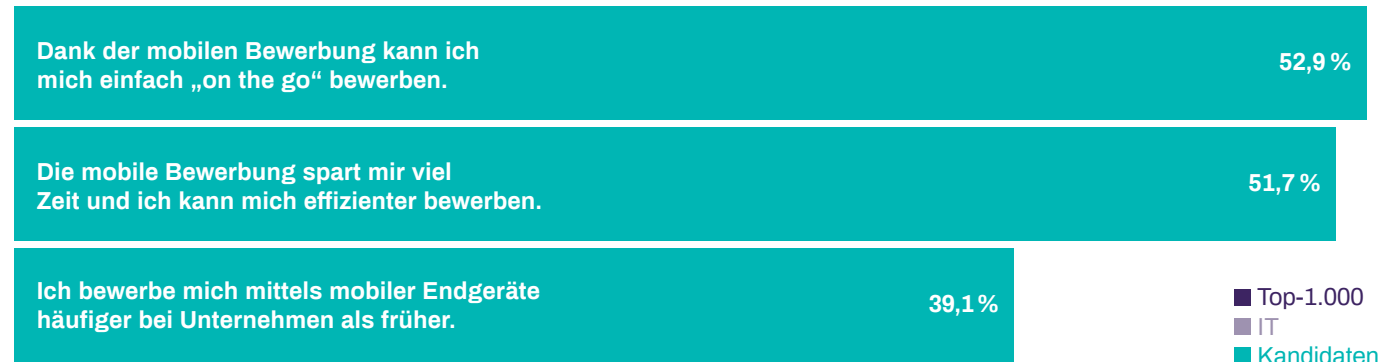 Dank der mobilen Bewerbung kann ich
mich einfach „on the go“ bewerben.
52,9 %
Die mobile Bewerbung spart mir viel
Zeit und ich kann mich effizienter bewerben.
51,7 %
Ich bewerbe mich mittels mobiler Endgeräte
häufiger bei Unternehmen als früher.
39,1 %
Top-1.000
IT
Kandidaten